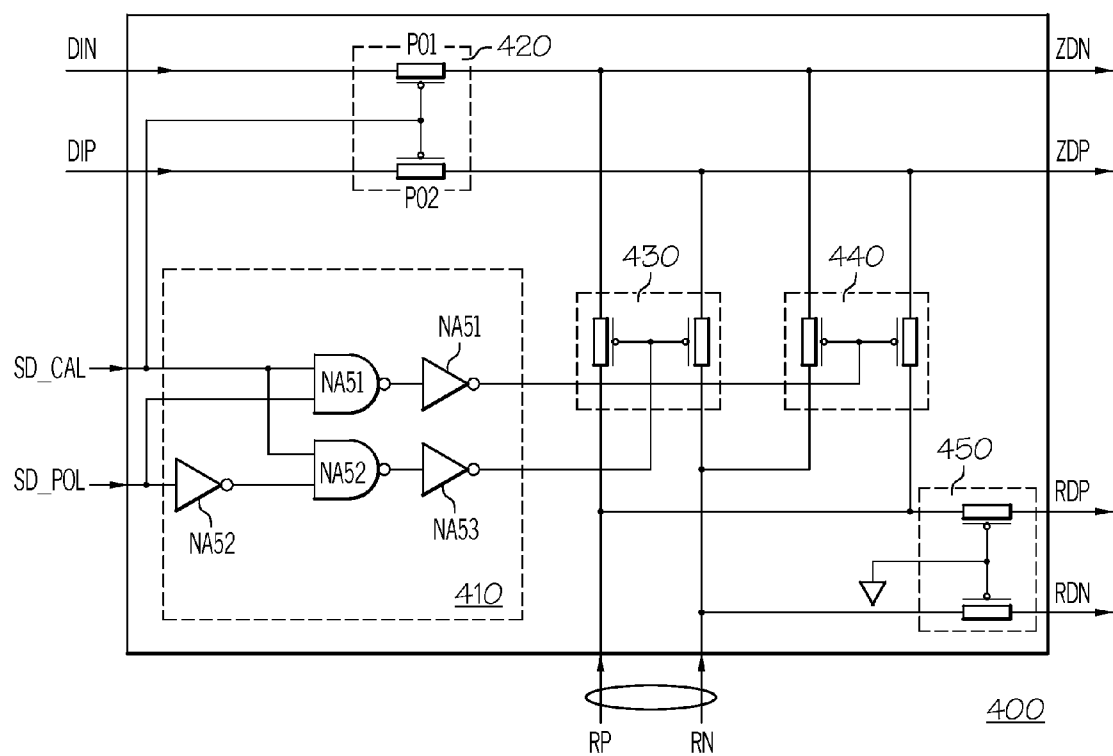 DIN
P01
420
ZDN
DIP
P02
ZDP
430
440
NA51
SD_CAL
NA51
450
SD_POL
NA52
RDP
NA52
NA53
410
RDN
400
RP
RN